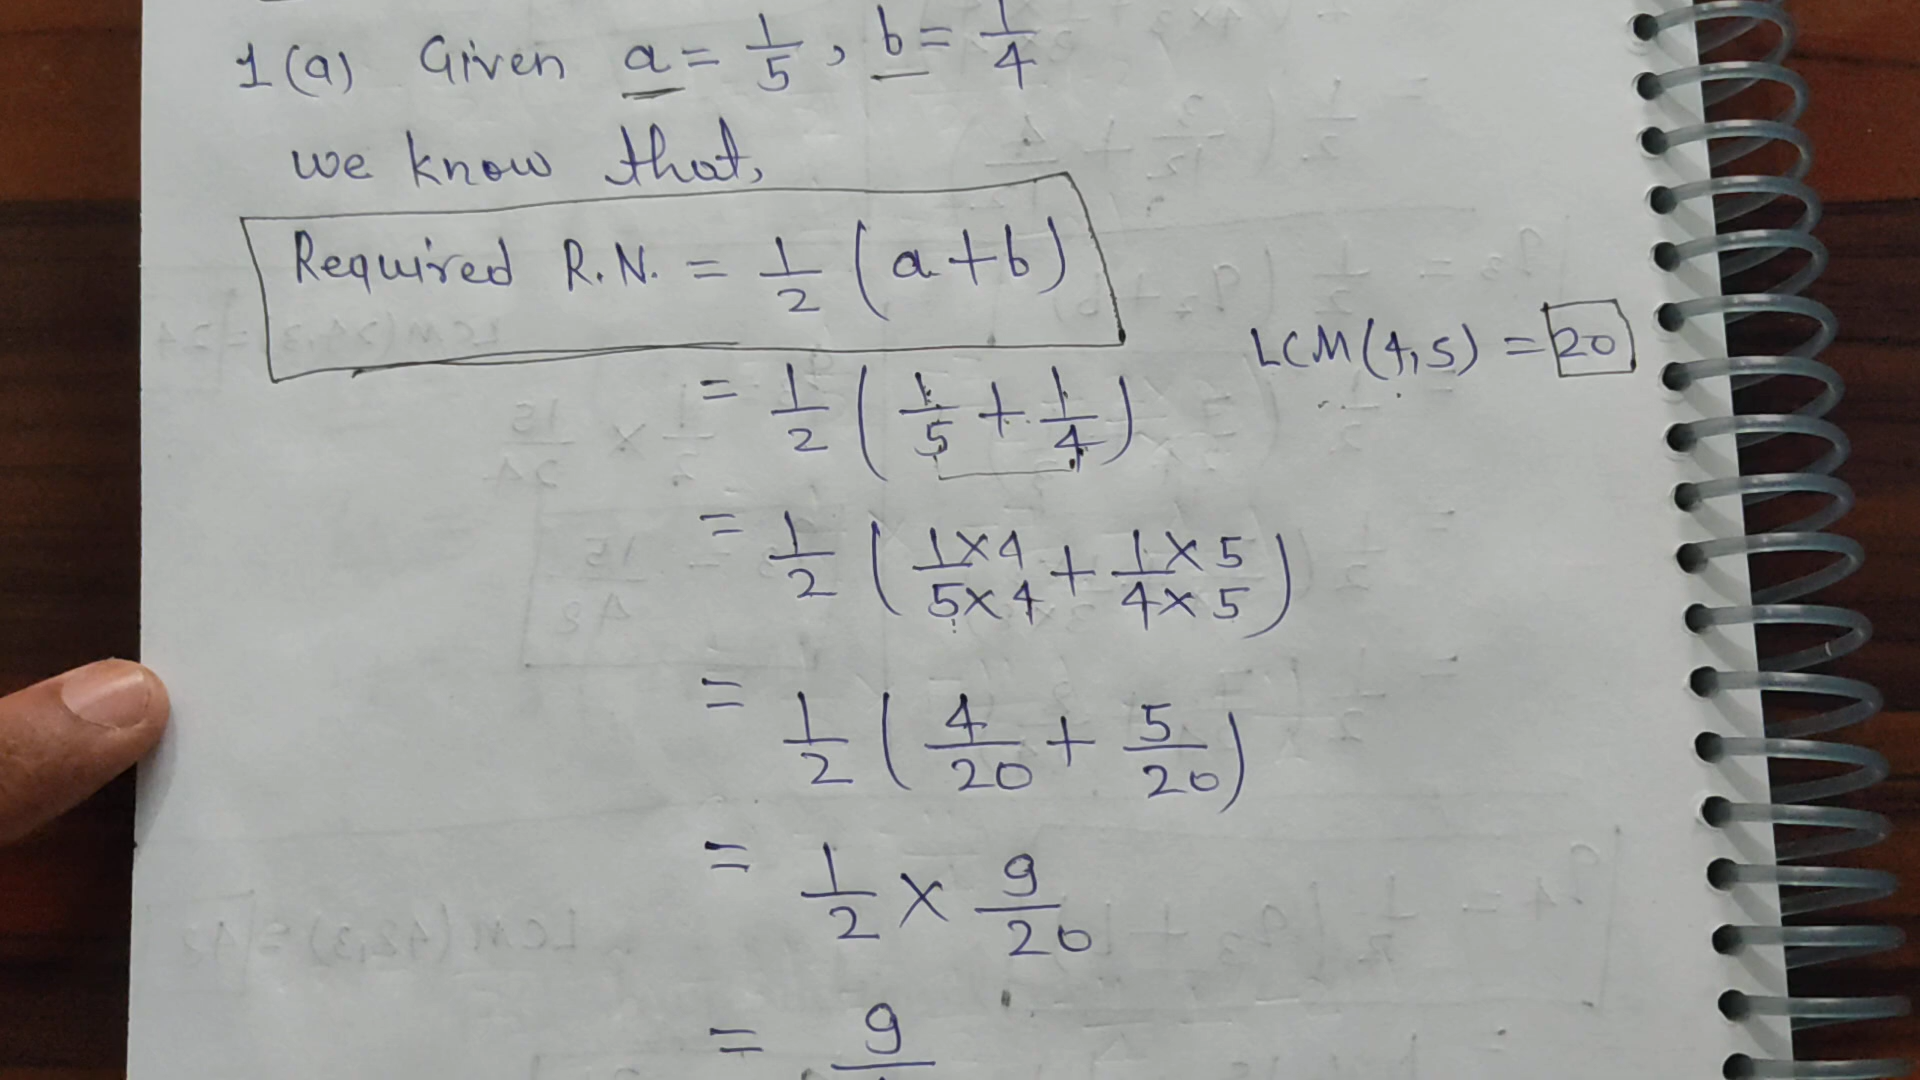 1(a) Given a = 1/5, b = 1/4
we know that,
Required R.N. = 1/2 (a+b)
LCM(4,5) = 20
= 1/2 (1/5 + 1/4)
= 1/2 (1×4/5×4 + 1×5/4×5)
= 1/2 (4/20 + 5/20)
= 1/2 × 9/20
= 9